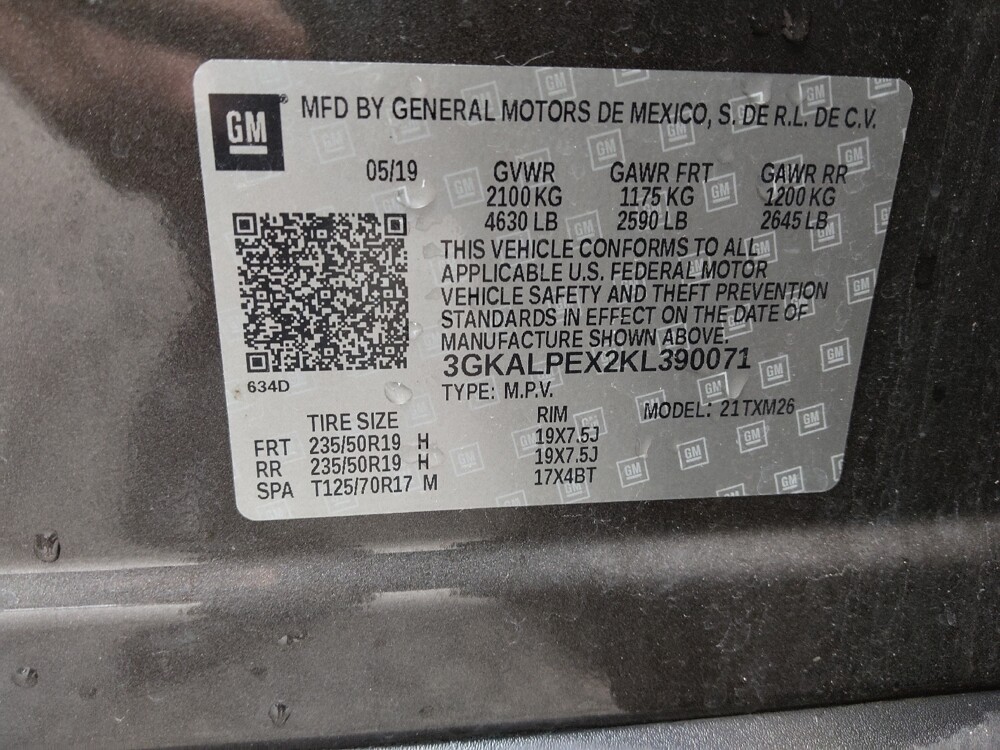 GM® MFD BY GENERAL MOTORS DE MEXICO, S. DE R.L. DE C.V.
05/19 GVWR GAWR FRT GAWR RR
2100 KG 1175 KG 1200 KG
4630 LB 2590 LB 2645 LB
THIS VEHICLE CONFORMS TO ALL
APPLICABLE U.S. FEDERAL MOTOR
VEHICLE SAFETY AND THEFT PREVENTION
STANDARDS IN EFFECT ON THE DATE OF
MANUFACTURE SHOWN ABOVE.
3GKALPEX2KL390071
634D TYPE: M.P.V.
TIRE SIZE RIM MODEL: 21TXM26
FRT 235/50R19 H 19X7.5J
RR 235/50R19 H 19X7.5J
SPA T125/70R17 M 17X4BT